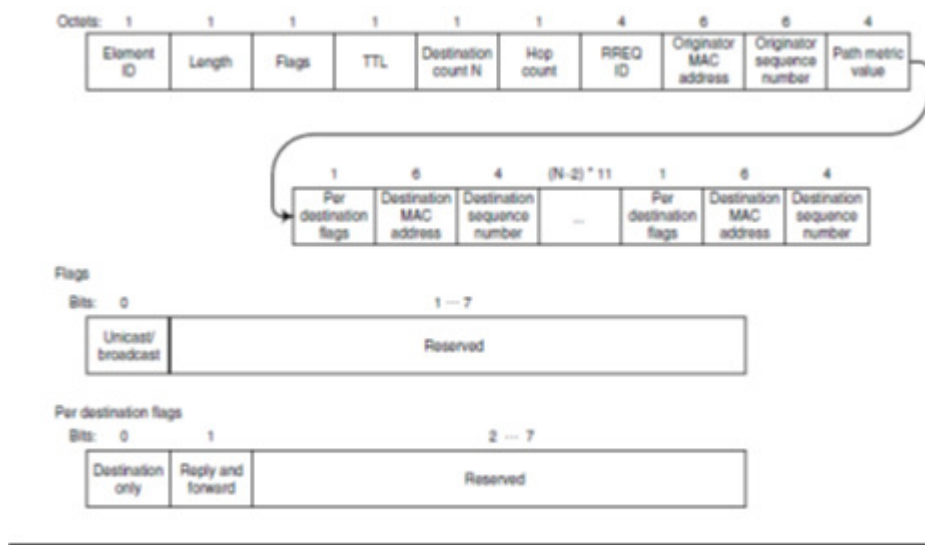 Octets: 1 1 1 1 1 1 4 6 6 4
Element ID
Length
Flags
TTL
Destination count N
Hop count
RREQ ID
Originator MAC address
Originator sequence number
Path metric value
1 6 4 (N-2) * 11 1 6 4
Per destination flags
Destination MAC address
Destination sequence number
...
Per destination flags
Destination MAC address
Destination sequence number
Flags
Bits: 0 1 ... 7
Unicast/ broadcast
Reserved
Per destination flags
Bits: 0 1 2 ... 7
Destination only
Reply and forward
Reserved